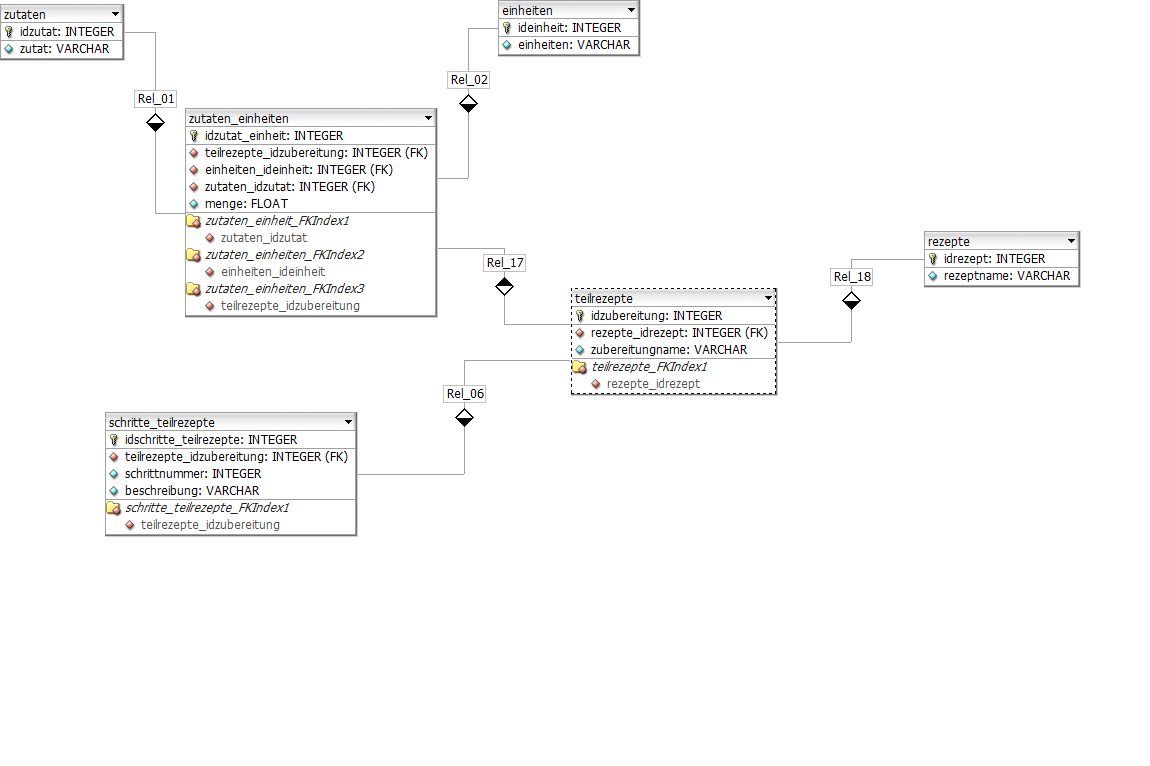 zutaten
idzutat: INTEGER
zutat: VARCHAR
einheiten
ideinheit: INTEGER
einheiten: VARCHAR
Rel_01
Rel_02
zutaten_einheiten
idzutat_einheit: INTEGER
teilrezepte_idzubereitung: INTEGER (FK)
einheiten_ideinheit: INTEGER (FK)
zutaten_idzutat: INTEGER (FK)
menge: FLOAT
zutaten_einheit_FKIndex1
zutaten_idzutat
zutaten_einheiten_FKIndex2
einheiten_ideinheit
zutaten_einheiten_FKIndex3
teilrezepte_idzubereitung
Rel_17
teilrezepte
idzubereitung: INTEGER
rezepte_idrezept: INTEGER (FK)
zubereitungname: VARCHAR
teilrezepte_FKIndex1
rezepte_idrezept
Rel_18
rezepte
idrezept: INTEGER
rezeptname: VARCHAR
Rel_06
schritte_teilrezepte
idschritte_teilrezepte: INTEGER
teilrezepte_idzubereitung: INTEGER (FK)
schrittnummer: INTEGER
beschreibung: VARCHAR
schritte_teilrezepte_FKIndex1
teilrezepte_idzubereitung